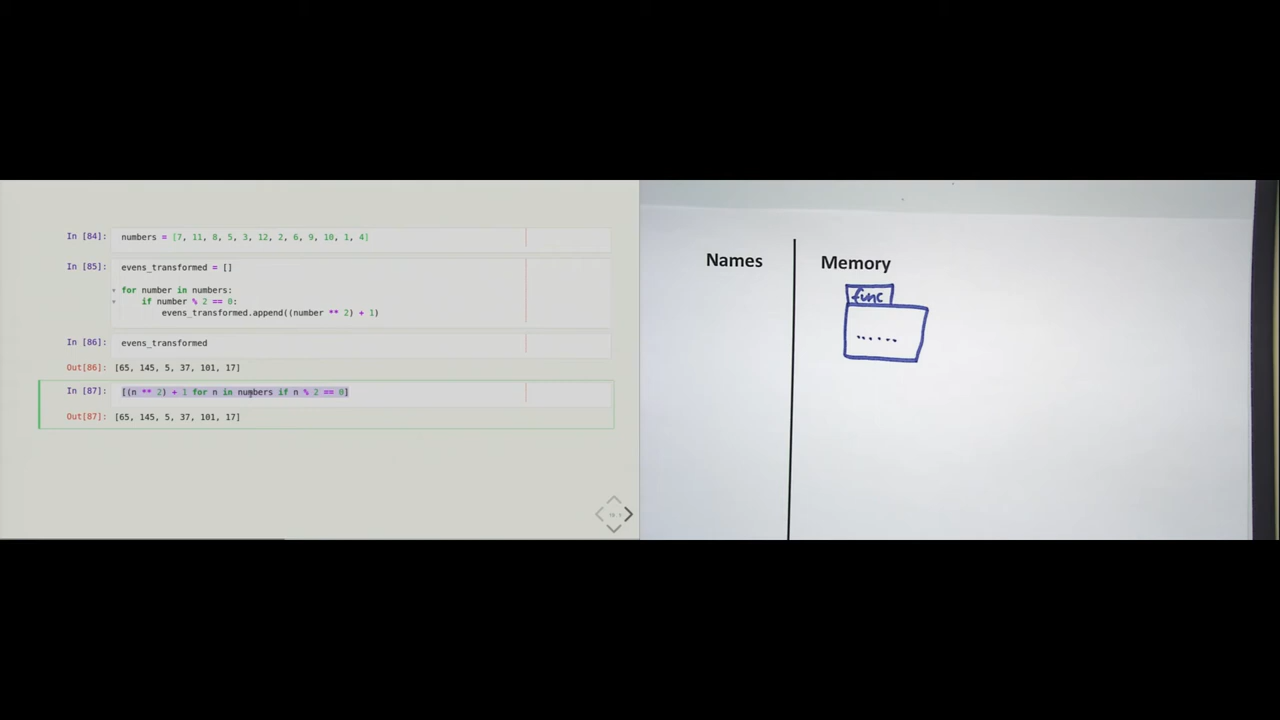 In [84]: numbers = [7, 11, 8, 5, 3, 12, 2, 6, 9, 10, 1, 4]
In [85]: evens_transformed = []
for number in numbers:
if number % 2 == 0:
evens_transformed.append((number ** 2) + 1)
In [86]: evens_transformed
Out[86]: [65, 145, 5, 37, 101, 17]
In [87]: [(n ** 2) + 1 for n in numbers if n % 2 == 0]
Out[87]: [65, 145, 5, 37, 101, 17]
Names
Memory
func
......